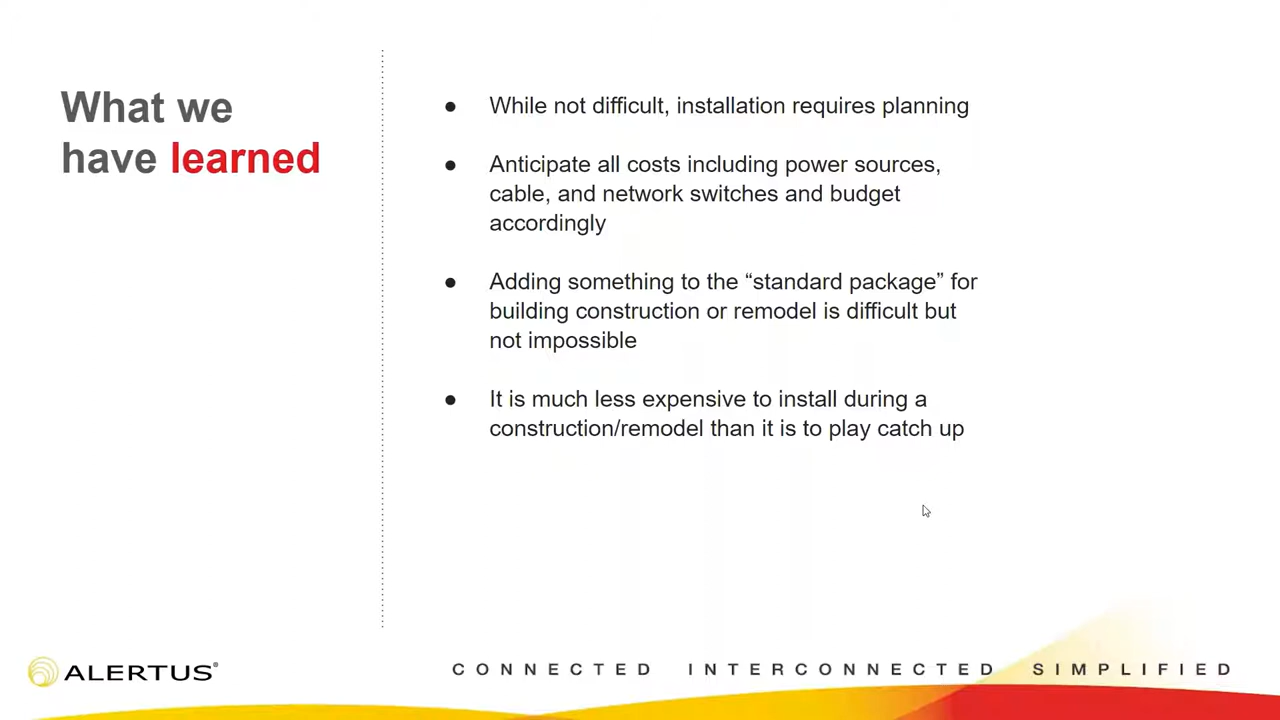 What we
have learned
● While not difficult, installation requires planning
● Anticipate all costs including power sources,
cable, and network switches and budget
accordingly
● Adding something to the “standard package” for
building construction or remodel is difficult but
not impossible
● It is much less expensive to install during a
construction/remodel than it is to play catch up
ALERTUS®
CONNECTED INTERCONNECTED SIMPLIFIED